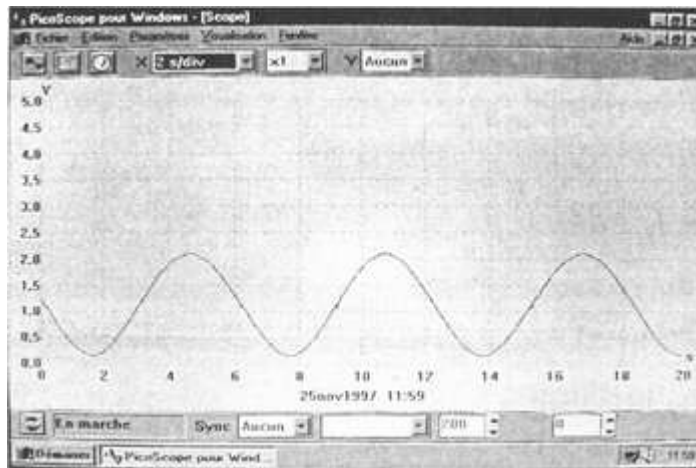 PicoScope pour Windows - [Scope]
Fichier Edition Paramètres Visualisation Fenêtre Aide
X 2 s/div x1 Y Aucun
V
5.0
4.5
4.0
3.5
3.0
2.5
2.0
1.5
1.0
0.5
0.0
0 2 4 6 8 10 12 14 16 18 20
s
25nov1997 11:59
En marche Sync Aucun 0
Démarrer PicoScope pour Wind... 11:59